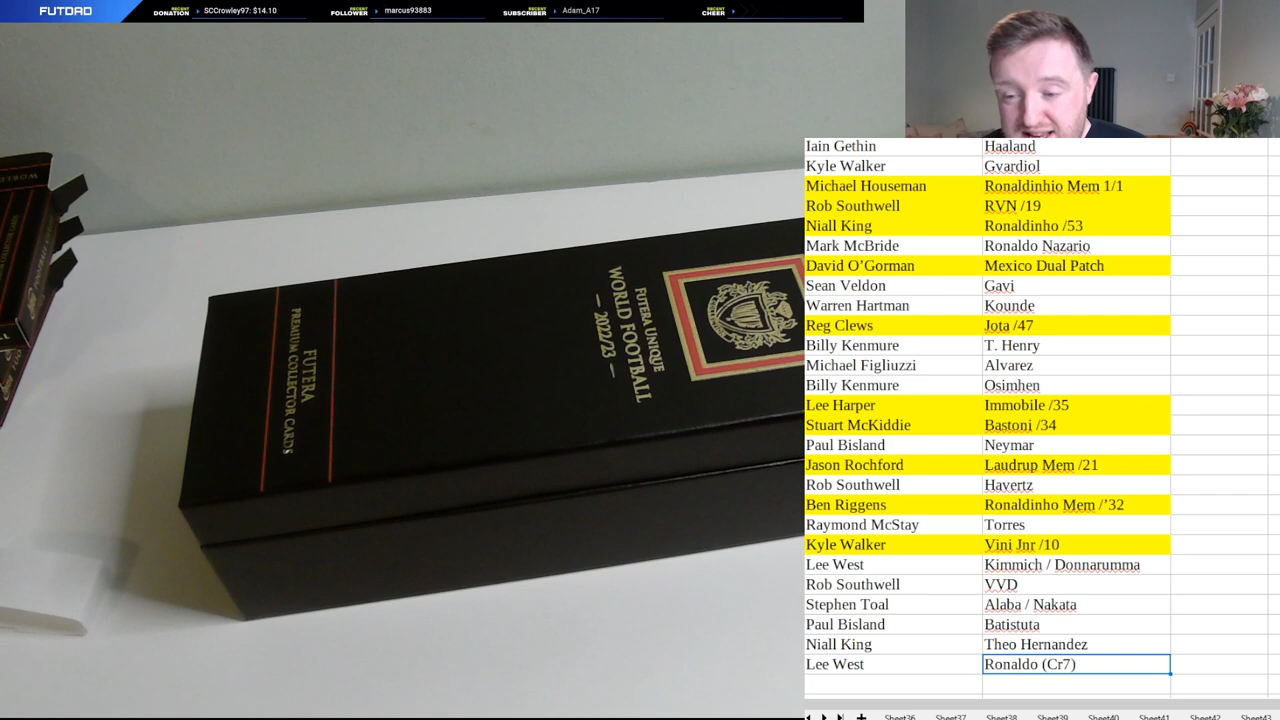 FUTDAD
RECENT DONATION SCCrowley97: $14.10
RECENT FOLLOWER marcus93883
RECENT SUBSCRIBER Adam_A17
RECENT CHEER
FUTERA
PREMIUM COLLECTOR CARDS
FUTERA UNIQUE
WORLD FOOTBALL
— 2022/23 —
Iain Gethin Haaland
Kyle Walker Gvardiol
Michael Houseman Ronaldinhio Mem 1/1
Rob Southwell RVN /19
Niall King Ronaldinho /53
Mark McBride Ronaldo Nazario
David O’Gorman Mexico Dual Patch
Sean Veldon Gavi
Warren Hartman Kounde
Reg Clews Jota /47
Billy Kenmure T. Henry
Michael Figliuzzi Alvarez
Billy Kenmure Osimhen
Lee Harper Immobile /35
Stuart McKiddie Bastoni /34
Paul Bisland Neymar
Jason Rochford Laudrup Mem /21
Rob Southwell Havertz
Ben Riggens Ronaldinho Mem /’32
Raymond McStay Torres
Kyle Walker Vini Jnr /10
Lee West Kimmich / Donnarumma
Rob Southwell VVD
Stephen Toal Alaba / Nakata
Paul Bisland Batistuta
Niall King Theo Hernandez
Lee West Ronaldo (Cr7)
Sheet36 Sheet37 Sheet38 Sheet39 Sheet40 Sheet41 Sheet42 Sheet43